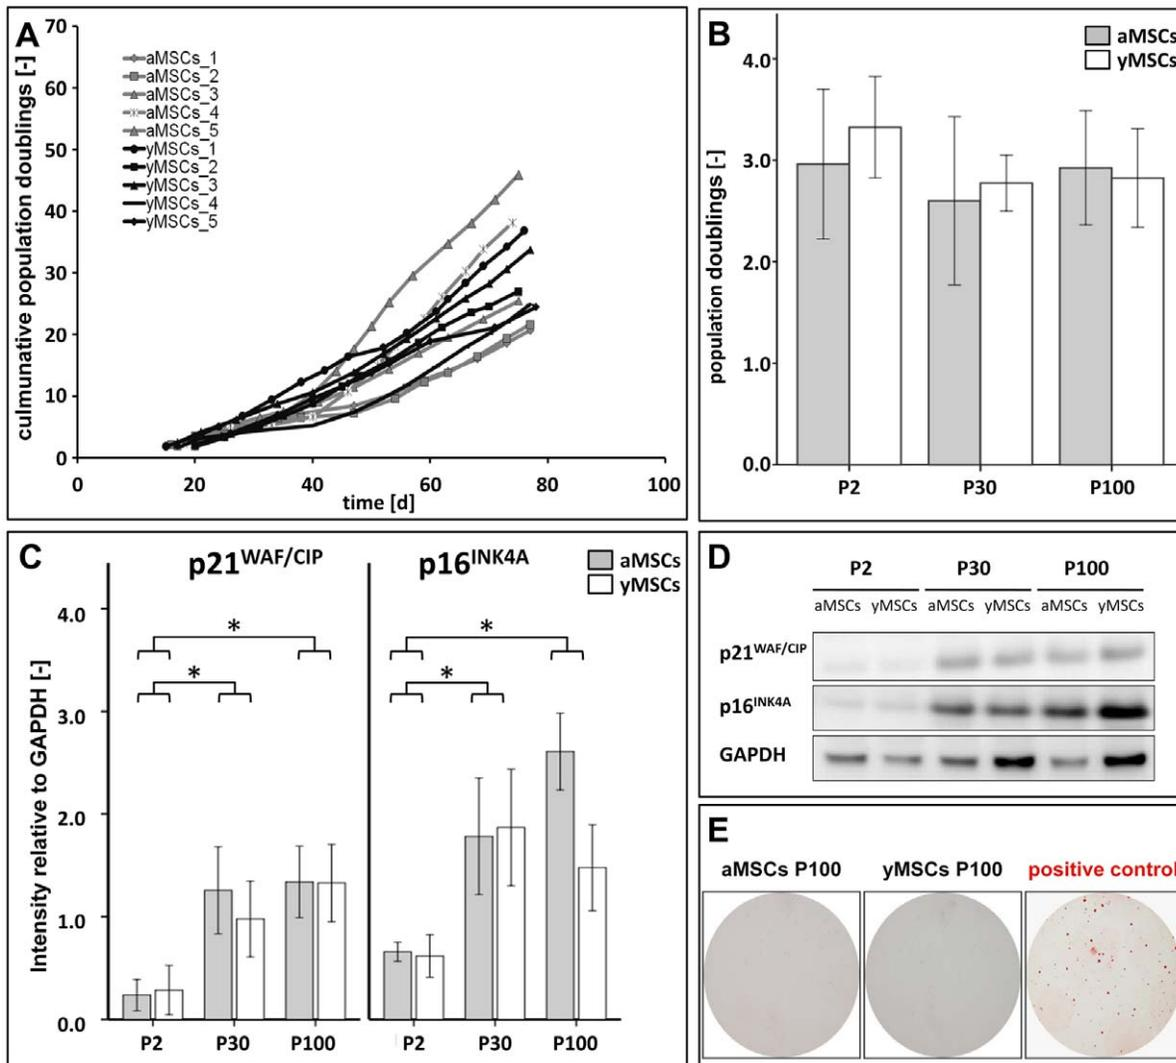 A
culmunative population doublings [-]
70
60
50
40
30
20
10
0
aMSCs_1
aMSCs_2
aMSCs_3
aMSCs_4
aMSCs_5
yMSCs_1
yMSCs_2
yMSCs_3
yMSCs_4
yMSCs_5
0 20 40 60 80 100
time [d]
B
aMSCs
yMSCs
population doublings [-]
4.0
3.0
2.0
1.0
0.0
P2 P30 P100
C
p21WAF/CIP p16INK4A
aMSCs
yMSCs
Intensity relative to GAPDH [-]
4.0
3.0
2.0
1.0
0.0
* *
* *
P2 P30 P100 P2 P30 P100
D
P2 P30 P100
aMSCs yMSCs aMSCs yMSCs aMSCs yMSCs
p21WAF/CIP
p16INK4A
GAPDH
E
aMSCs P100 yMSCs P100 positive control